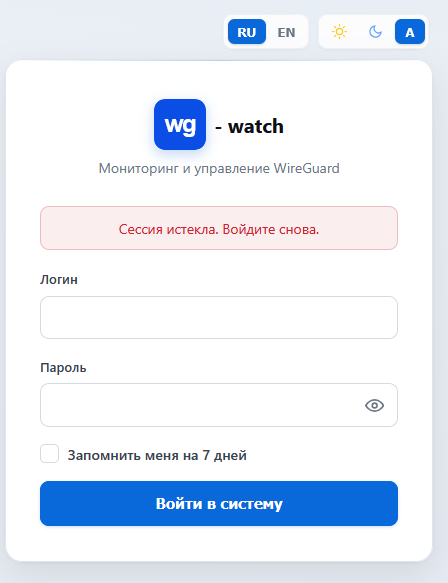 RU EN A
wg - watch
Мониторинг и управление WireGuard
Сессия истекла. Войдите снова.
Логин
Пароль
Запомнить меня на 7 дней
Войти в систему